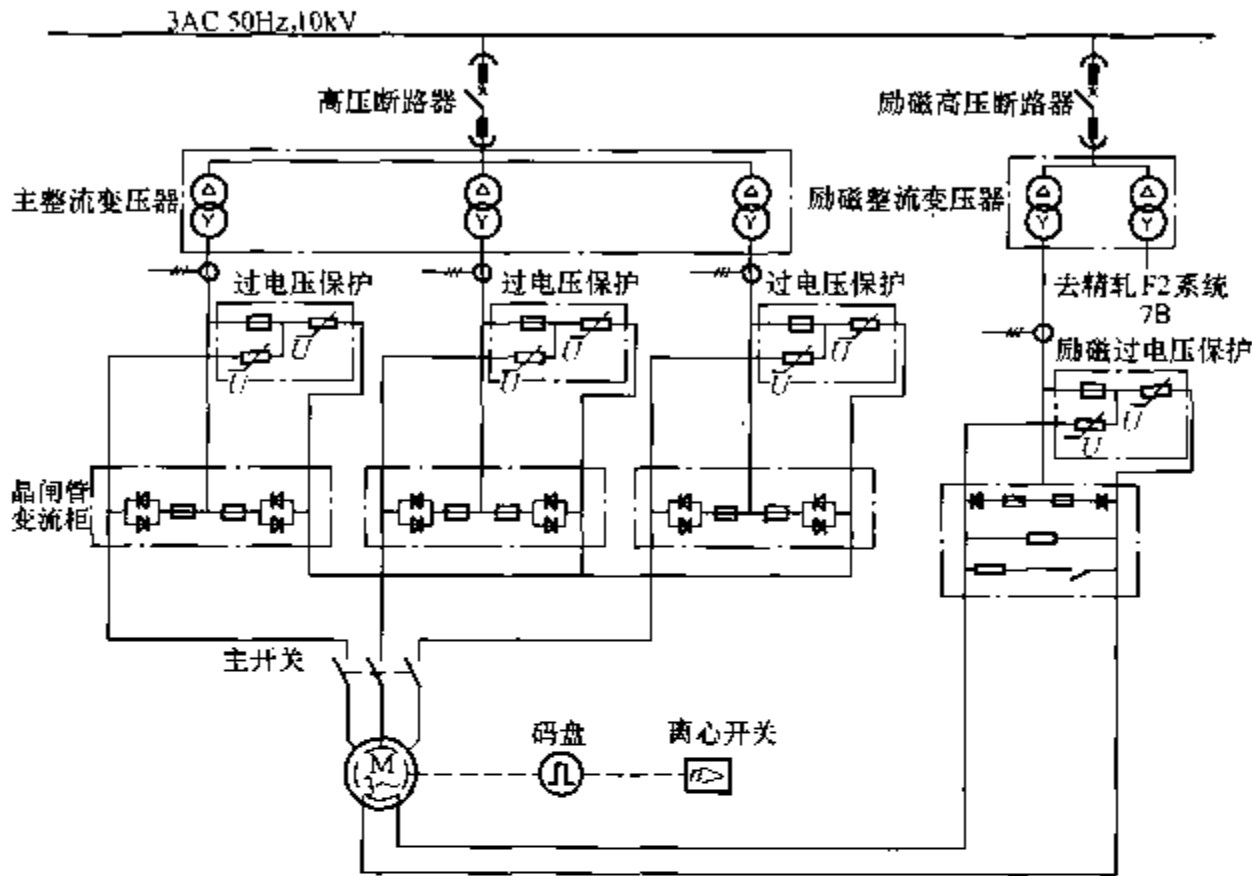 3AC 50Hz,10kV
高压断路器
励磁高压断路器
主整流变压器
励磁整流变压器
△
△
△
△
△
Y
Y
Y
Y
Y
过电压保护
过电压保护
过电压保护
去精轧F2系统
7B
励磁过电压保护
U
U
U
U
U
U
U
U
晶闸管
变流柜
主开关
码盘
离心开关
M
n